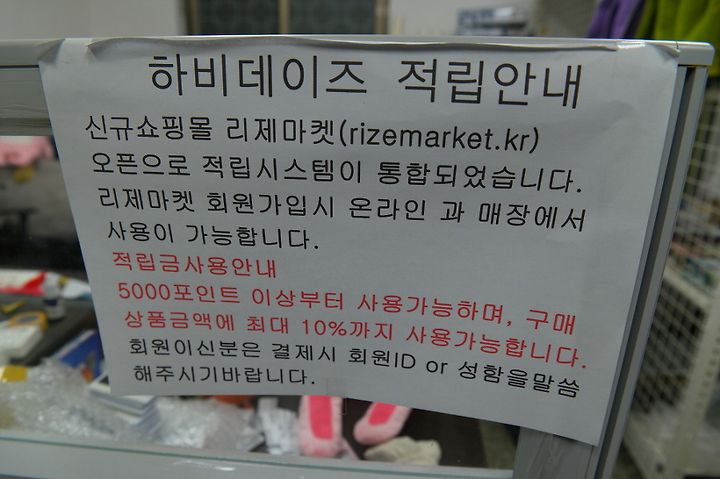 하비데이즈 적립안내
신규쇼핑몰 리제마켓(rizemarket.kr)
오픈으로 적립시스템이 통합되었습니다.
리제마켓 회원가입시 온라인 과 매장에서
사용이 가능합니다.
적립금사용안내
5000포인트 이상부터 사용가능하며, 구매
상품금액에 최대 10%까지 사용가능합니다.
회원이신분은 결제시 회원ID or 성함을말씀
해주시기바랍니다.